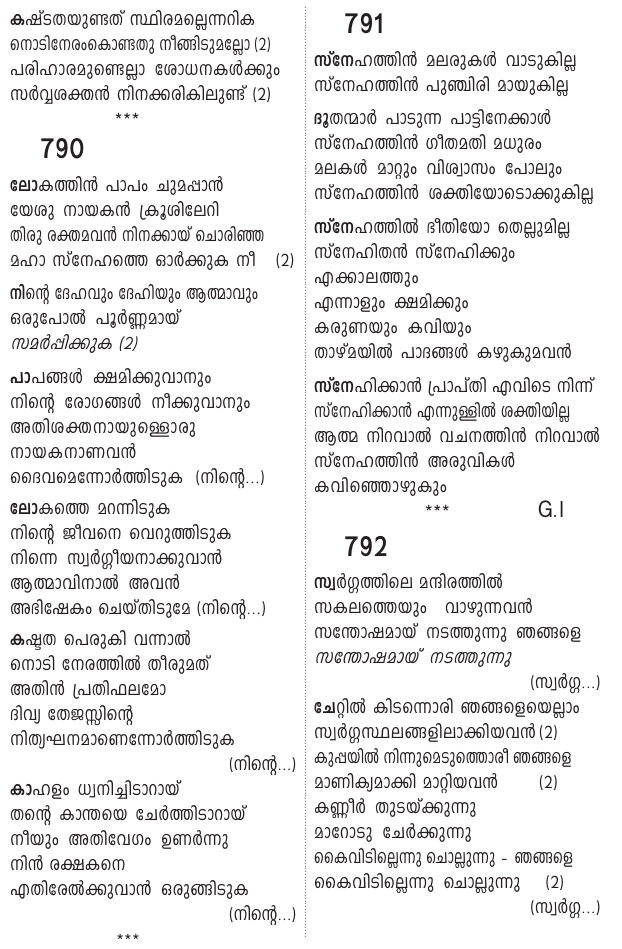 കഷ്ടതയുണ്ടത് സ്ഥിരമല്ലെന്നറിക
നൊടിനേരംകൊണ്ടതു നീങ്ങിടുമല്ലോ (2)
പരിഹാരമുണ്ടെല്ലാ ശോധനകൾക്കും
സർവ്വശക്തൻ നിനക്കരികിലുണ്ട് (2)
***
790
ലോകത്തിൻ പാപം ചുമപ്പാൻ
യേശു നായകൻ ക്രൂശിലേറി
തിരു രക്തമവൻ നിനക്കായ് ചൊരിഞ്ഞ
മഹാ സ്നേഹത്തെ ഓർക്കുക നീ (2)
നിന്റെ ദേഹവും ദേഹിയും ആത്മാവും
ഒരുപോൽ പൂർണ്ണമായ്
സമർപ്പിക്കുക (2)
പാപങ്ങൾ ക്ഷമിക്കുവാനും
നിന്റെ രോഗങ്ങൾ നീക്കുവാനും
അതിശക്തനായുള്ളൊരു
നായകനാണവൻ
ദൈവമെന്നോർത്തിടുക (നിന്റെ...)
ലോകത്തെ മറന്നിടുക
നിന്റെ ജീവനെ വെറുത്തിടുക
നിന്നെ സ്വർഗ്ഗീയനാക്കുവാൻ
ആത്മാവിനാൽ അവൻ
അഭിഷേകം ചെയ്തിടുമേ (നിന്റെ...)
കഷ്ടത പെരുകി വന്നാൽ
നൊടി നേരത്തിൽ തീരുമത്
അതിൻ പ്രതിഫലമോ
ദിവ്യ തേജസ്സിന്റെ
നിത്യഘനമാണെന്നോർത്തിടുക
(നിന്റെ...)
കാഹളം ധ്വനിച്ചിടാറായ്
തന്റെ കാന്തയെ ചേർത്തിടാറായ്
നീയും അതിവേഗം ഉണർന്നു
നിൻ രക്ഷകനെ
എതിരേൽക്കുവാൻ ഒരുങ്ങിടുക
(നിന്റെ...)
***
791
സ്നേഹത്തിൻ മലരുകൾ വാടുകില്ല
സ്നേഹത്തിൻ പുഞ്ചിരി മായുകില്ല
ദൂതന്മാർ പാടുന്ന പാട്ടിനേക്കാൾ
സ്നേഹത്തിൻ ഗീതമതി മധുരം
മലകൾ മാറ്റും വിശ്വാസം പോലും
സ്നേഹത്തിൻ ശക്തിയോടൊക്കുകില്ല
സ്നേഹത്തിൽ ഭീതിയോ തെല്ലുമില്ല
സ്നേഹിതൻ സ്നേഹിക്കും
എക്കാലത്തും
എന്നാളും ക്ഷമിക്കും
കരുണയും കവിയും
താഴ്മയിൽ പാദങ്ങൾ കഴുകുമവൻ
സ്നേഹിക്കാൻ പ്രാപ്തി എവിടെ നിന്ന്
സ്നേഹിക്കാൻ എന്നുള്ളിൽ ശക്തിയില്ല
ആത്മ നിറവാൽ വചനത്തിൻ നിറവാൽ
സ്നേഹത്തിൻ അരുവികൾ
കവിഞ്ഞൊഴുകും
*** G.I
792
സ്വർഗ്ഗത്തിലെ മന്ദിരത്തിൽ
സകലത്തെയും വാഴുന്നവൻ
സന്തോഷമായ് നടത്തുന്നു ഞങ്ങളെ
സന്തോഷമായ് നടത്തുന്നു
(സ്വർഗ്ഗ...)
ചേറ്റിൽ കിടന്നൊരി ഞങ്ങളെയെല്ലാം
സ്വർഗ്ഗസ്ഥലങ്ങളിലാക്കിയവൻ (2)
കുപ്പയിൽ നിന്നുമെടുത്തൊരീ ഞങ്ങളെ
മാണിക്യമാക്കി മാറ്റിയവൻ (2)
കണ്ണീർ തുടയ്ക്കുന്നു
മാറോടു ചേർക്കുന്നു
കൈവിടില്ലെന്നു ചൊല്ലുന്നു - ഞങ്ങളെ
കൈവിടില്ലെന്നു ചൊല്ലുന്നു (2)
(സ്വർഗ്ഗ...)